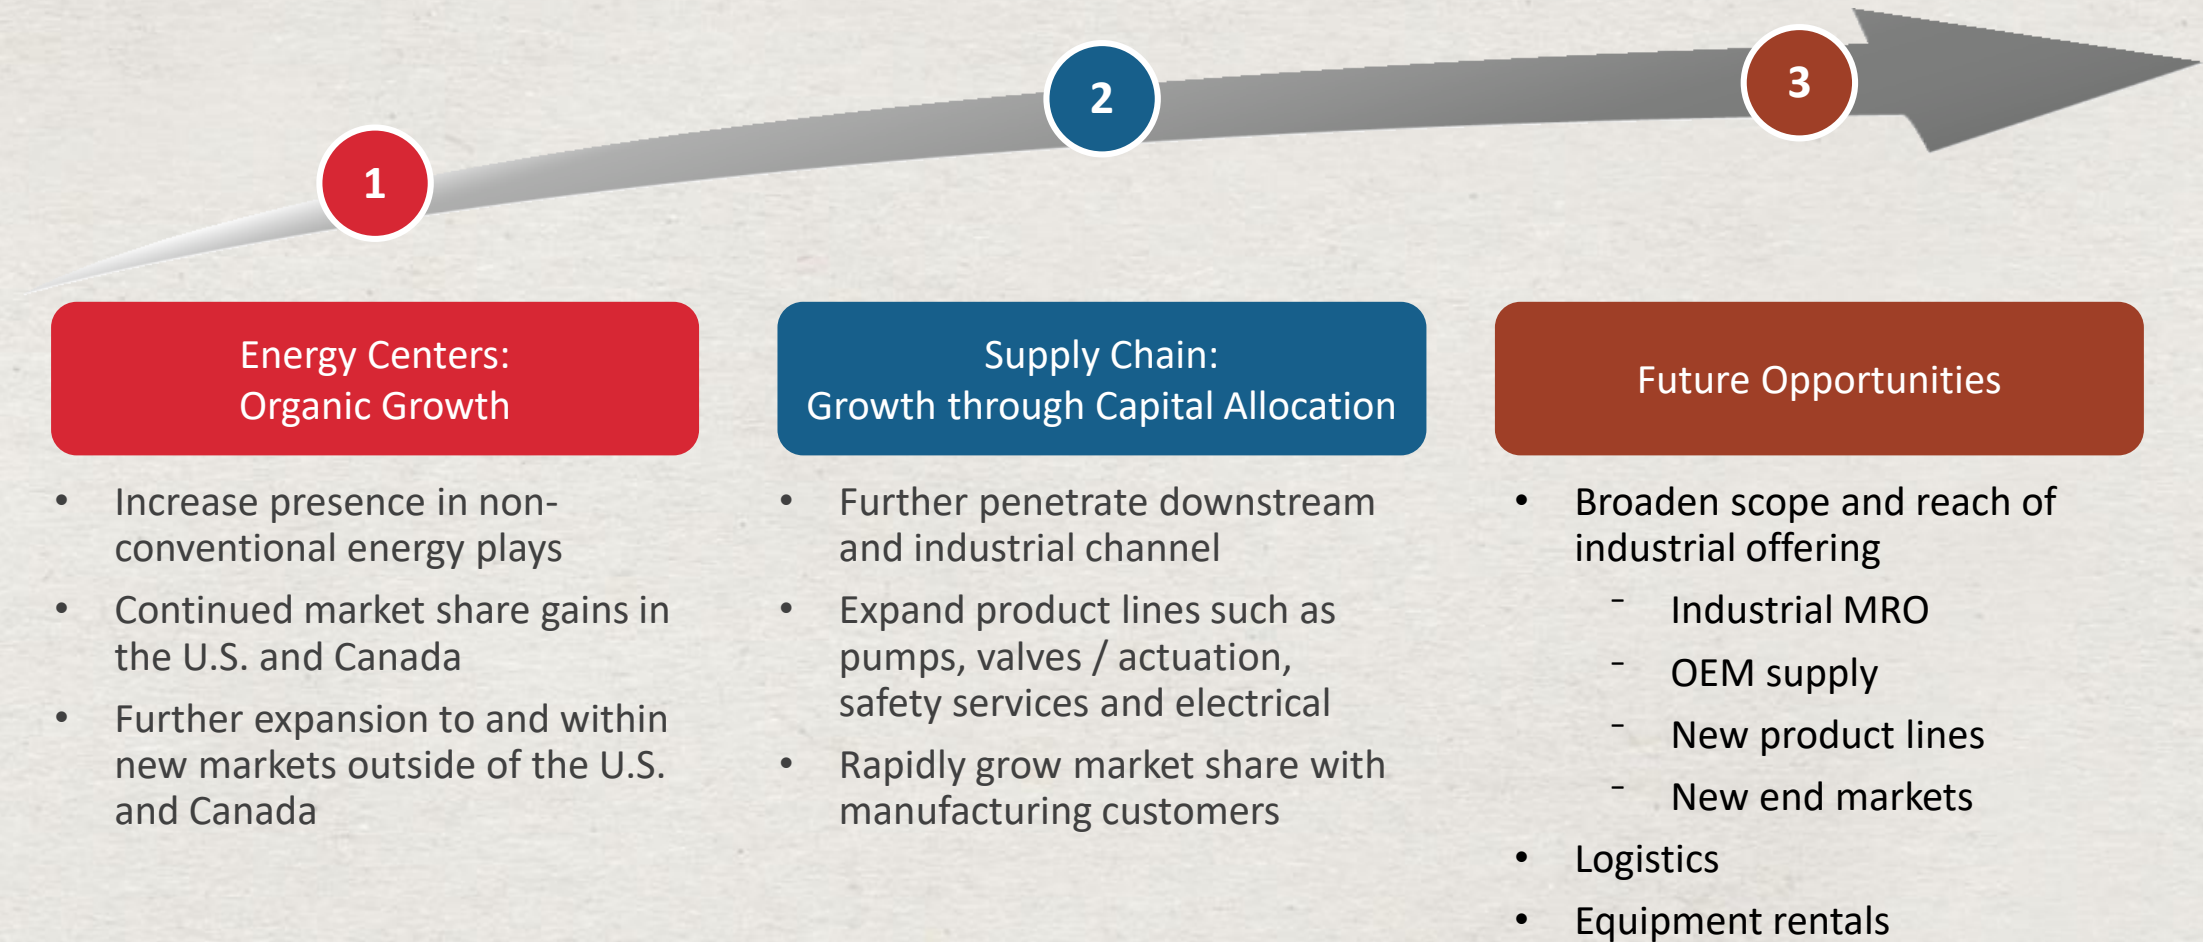 1
2
3
Energy Centers:
Organic Growth
• Increase presence in non-
conventional energy plays
• Continued market share gains in
the U.S. and Canada
• Further expansion to and within
new markets outside of the U.S.
and Canada
Supply Chain:
Growth through Capital Allocation
• Further penetrate downstream
and industrial channel
• Expand product lines such as
pumps, valves / actuation,
safety services and electrical
• Rapidly grow market share with
manufacturing customers
Future Opportunities
• Broaden scope and reach of
industrial offering
- Industrial MRO
- OEM supply
- New product lines
- New end markets
• Logistics
• Equipment rentals